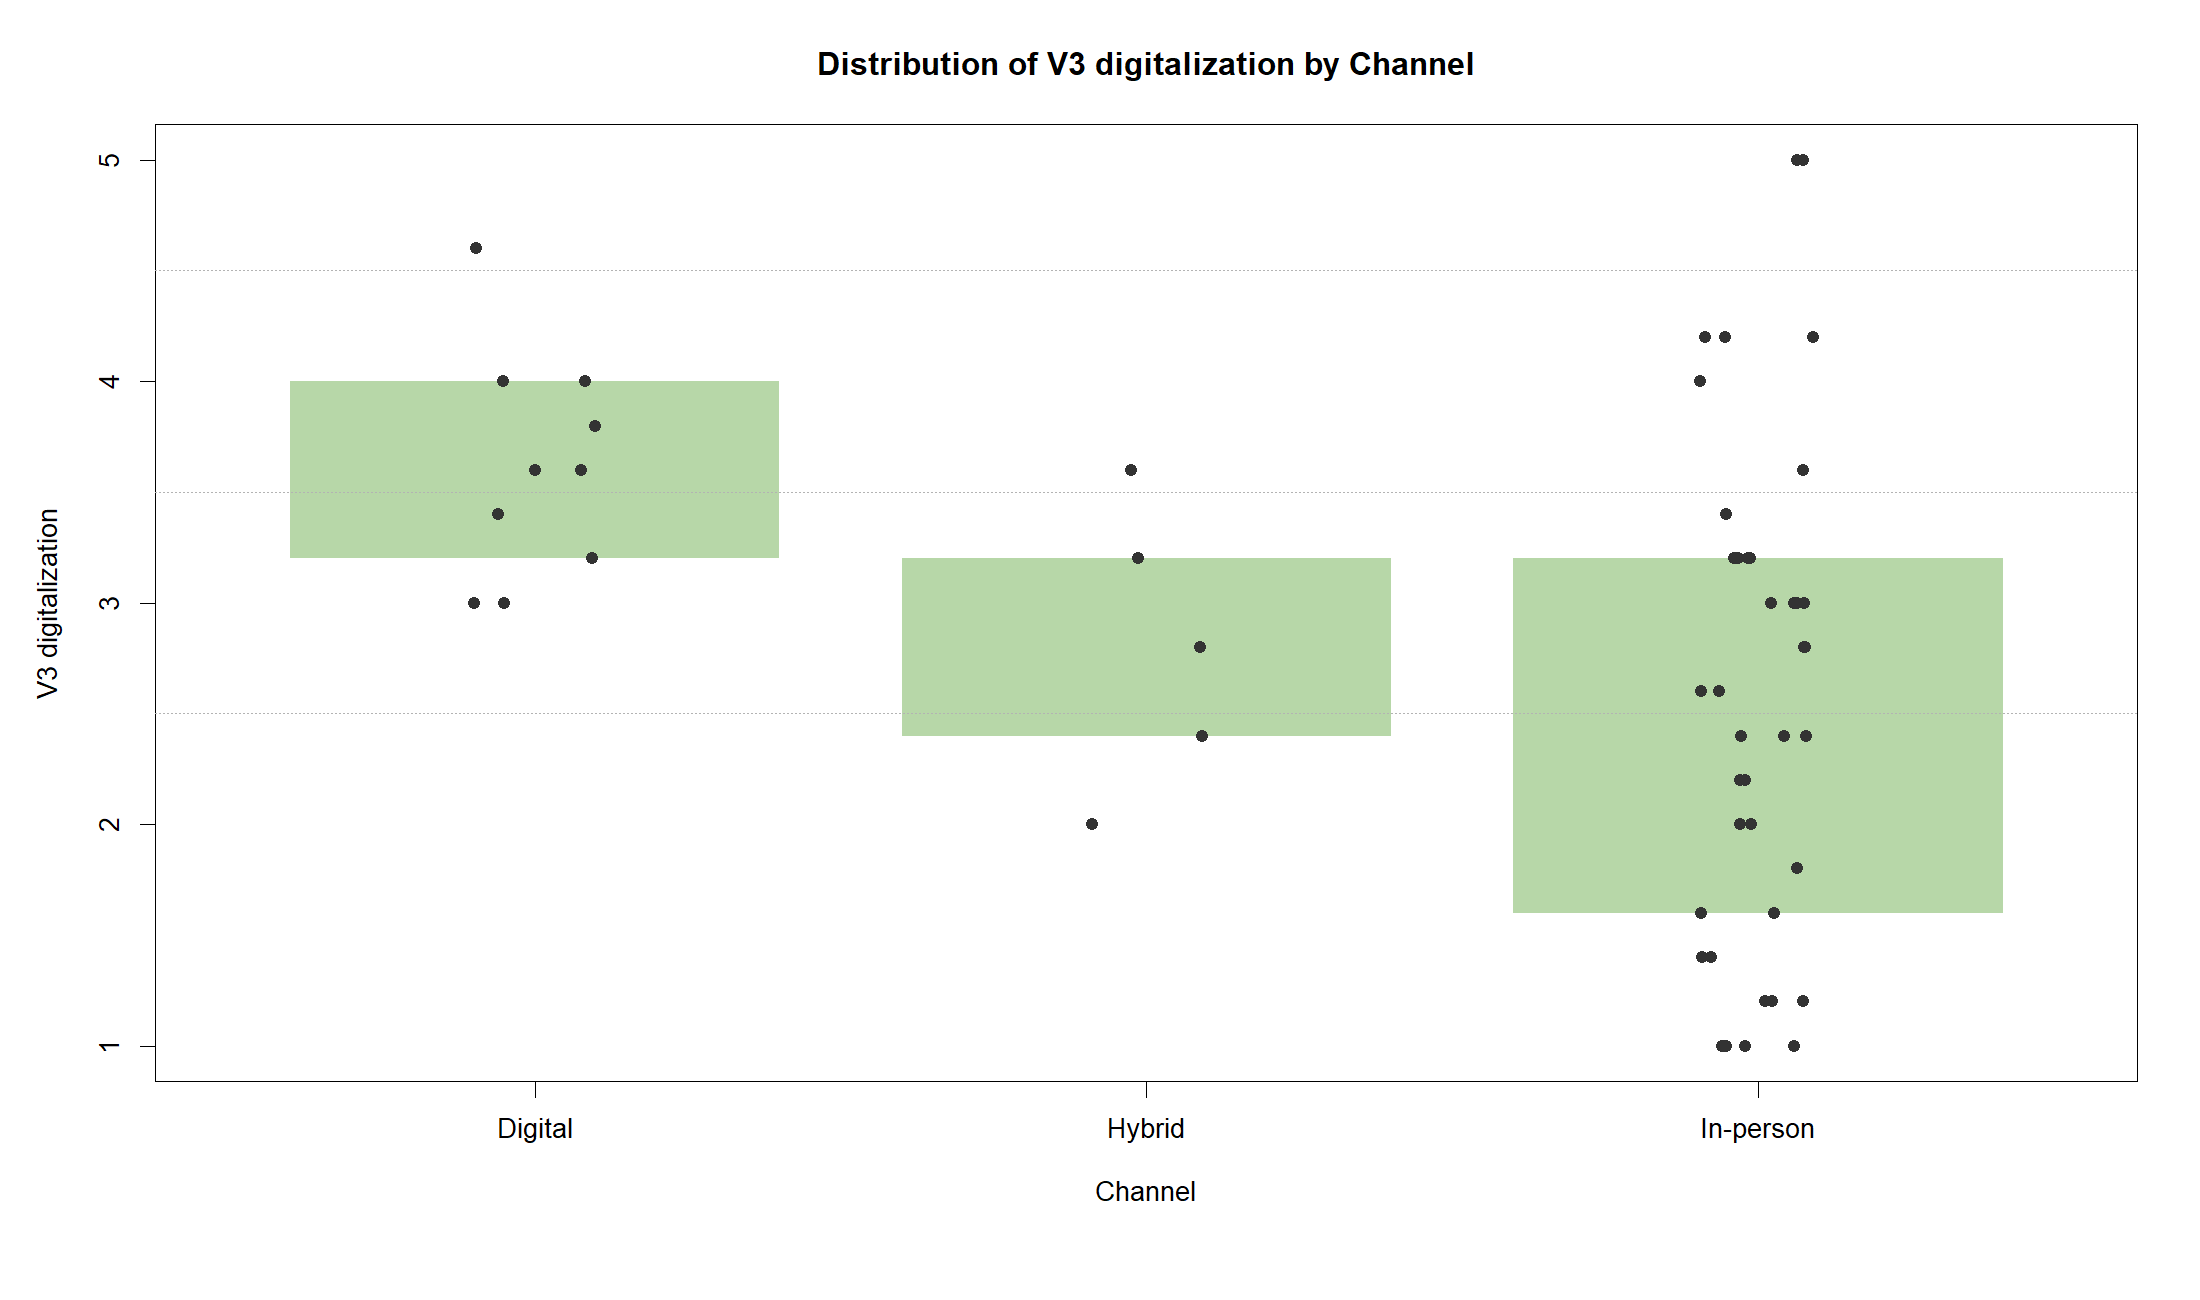 Distribution of V3 digitalization by Channel
V3 digitalization
5
4
3
2
1
Digital
Hybrid
In-person
Channel